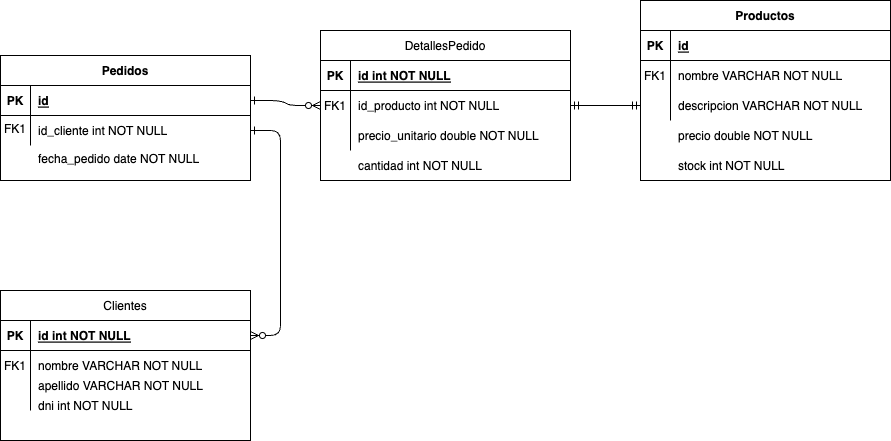 Pedidos
PK id
FK1 id_cliente int NOT NULL
fecha_pedido date NOT NULL
DetallesPedido
PK id int NOT NULL
FK1 id_producto int NOT NULL
precio_unitario double NOT NULL
cantidad int NOT NULL
Productos
PK id
FK1 nombre VARCHAR NOT NULL
descripcion VARCHAR NOT NULL
precio double NOT NULL
stock int NOT NULL
Clientes
PK id int NOT NULL
FK1 nombre VARCHAR NOT NULL
apellido VARCHAR NOT NULL
dni int NOT NULL